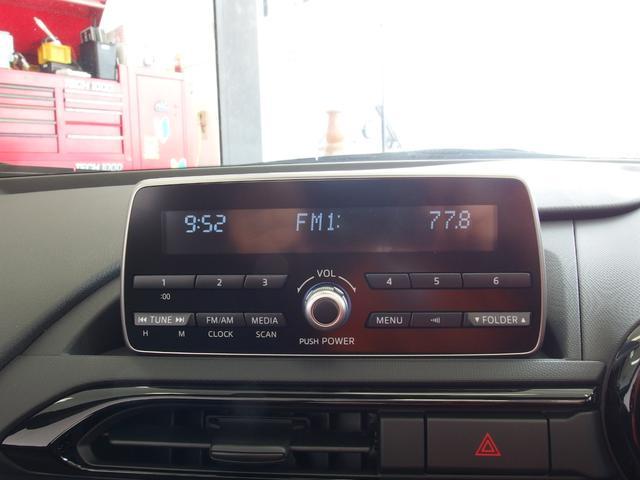 9:52 FM1: 77.8
1 2 3 VOL 4 5 6
:00
TUNE FM/AM MEDIA MENU FOLDER
H M CLOCK SCAN PUSH POWER